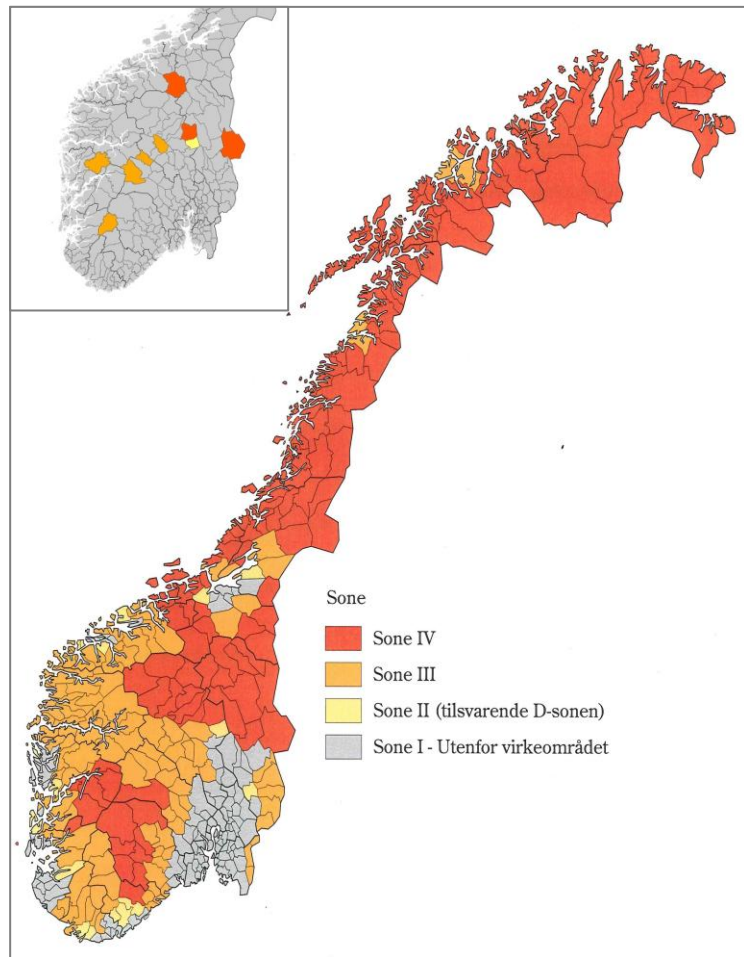 Sone
Sone IV
Sone III
Sone II (tilsvarende D-sonen)
Sone I - Utenfor virkeområdet